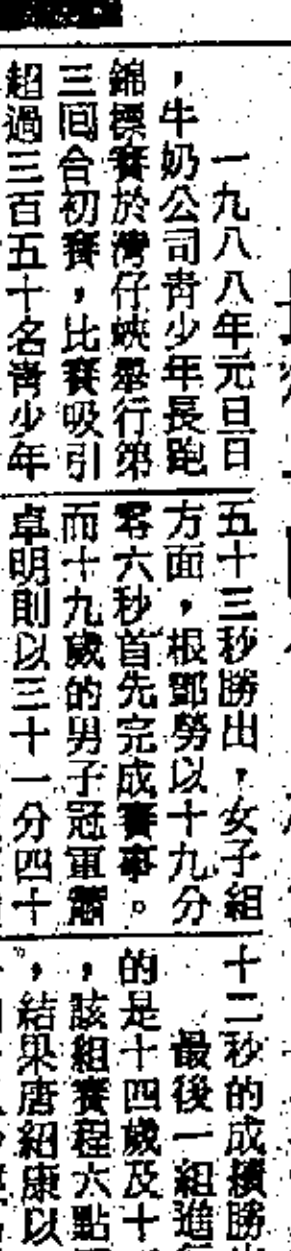 一九八八年元旦日
，牛奶公司青少年長跑
錦標賽於灣仔峽舉行第
三回合初賽，比賽吸引
超過三百五十名青少年
五十三秒勝出，女子組
方面，根鄧勞以十九分
零六秒首先完成賽事。
而十九歲的男子冠軍蕭
卓明則以三十一分四十
十二秒的成績勝
最後一組進
的是十四歲及十
，該組賽程六點
，結果唐紹康以